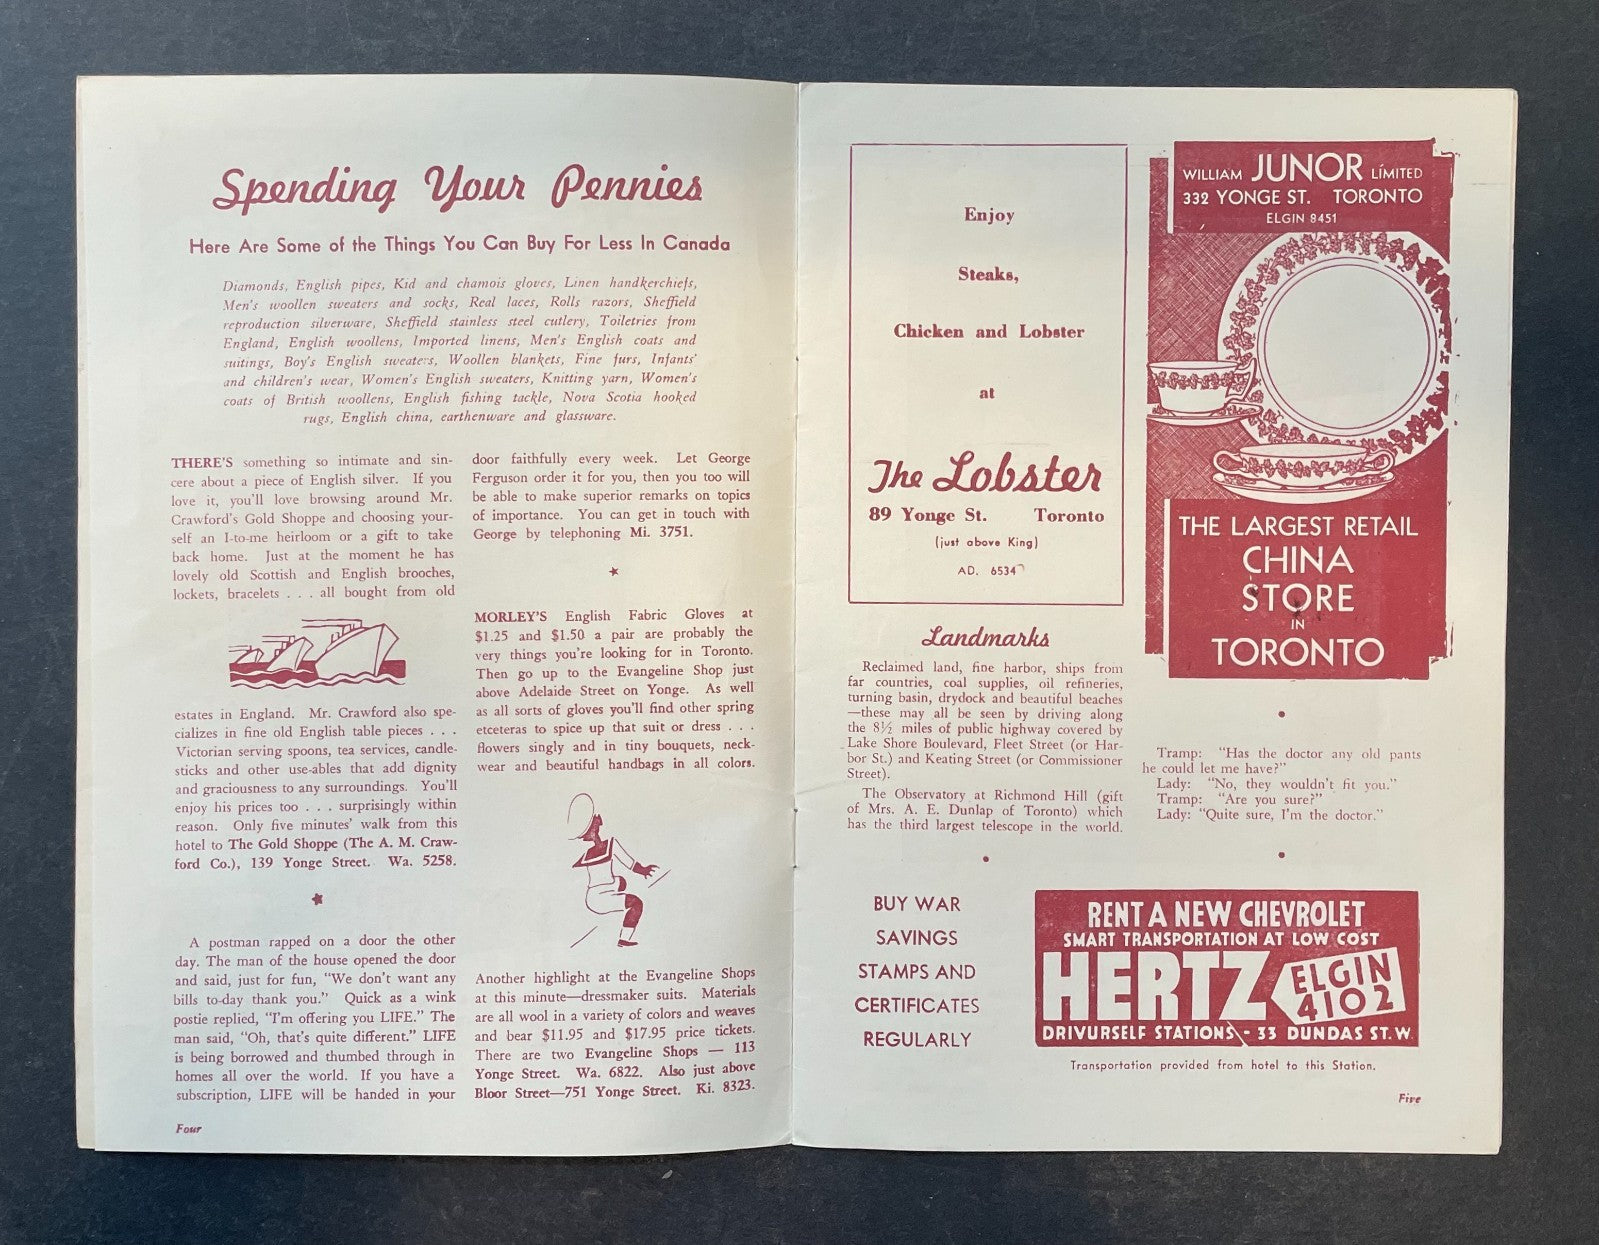 Spending Your Pennies
Here Are Some of the Things You Can Buy For Less In Canada
Diamonds, English pipes, Kid and chamois gloves, Linen handkerchiefs,
Men's woollen sweaters and socks, Real laces, Rolls razors, Sheffield
reproduction silverware, Sheffield stainless steel cutlery, Toiletries from
England, English woollens, Imported linens, Men's English coats and
suitings, Boy's English sweaters, Woollen blankets, Fine furs, Infants'
and children's wear, Women's English sweaters, Knitting yarn, Women's
coats of British woollens, English fishing tackle, Nova Scotia hooked
rugs, English china, earthenware and glassware.
THERE'S something so intimate and sin-
cere about a piece of English silver. If you
love it, you'll love browsing around Mr.
Crawford's Gold Shoppe and choosing your-
self an I-to-me heirloom or a gift to take
back home. Just at the moment he has
lovely old Scottish and English brooches,
lockets, bracelets . . . all bought from old
estates in England. Mr. Crawford also spe-
cializes in fine old English table pieces . . .
Victorian serving spoons, tea services, candle-
sticks and other use-ables that add dignity
and graciousness to any surroundings. You'll
enjoy his prices too . . . surprisingly within
reason. Only five minutes' walk from this
hotel to The Gold Shoppe (The A. M. Craw-
ford Co.), 139 Yonge Street. Wa. 5258.
A postman rapped on a door the other
day. The man of the house opened the door
and said, just for fun, "We don't want any
bills to-day thank you." Quick as a wink
postie replied, "I'm offering you LIFE." The
man said, "Oh, that's quite different." LIFE
is being borrowed and thumbed through in
homes all over the world. If you have a
subscription, LIFE will be handed in your
Four
door faithfully every week. Let George
Ferguson order it for you, then you too will
be able to make superior remarks on topics
of importance. You can get in touch with
George by telephoning Mi. 3751.
MORLEY'S English Fabric Gloves at
$1.25 and $1.50 a pair are probably the
very things you're looking for in Toronto.
Then go up to the Evangeline Shop just
above Adelaide Street on Yonge. As well
as all sorts of gloves you'll find other spring
etceteras to spice up that suit or dress . . .
flowers singly and in tiny bouquets, neck-
wear and beautiful handbags in all colors.
Another highlight at the Evangeline Shops
at this minute—dressmaker suits. Materials
are all wool in a variety of colors and weaves
and bear $11.95 and $17.95 price tickets.
There are two Evangeline Shops — 113
Yonge Street. Wa. 6822. Also just above
Bloor Street—751 Yonge Street. Ki. 8323.
Enjoy
Steaks,
Chicken and Lobster
at
The Lobster
89 Yonge St. Toronto
(just above King)
AD. 6534
Landmarks
Reclaimed land, fine harbor, ships from
far countries, coal supplies, oil refineries,
turning basin, drydock and beautiful beaches
—these may all be seen by driving along
the 8½ miles of public highway covered by
Lake Shore Boulevard, Fleet Street (or Har-
bor St.) and Keating Street (or Commissioner
Street).
The Observatory at Richmond Hill (gift
of Mrs. A. E. Dunlap of Toronto) which
has the third largest telescope in the world.
WILLIAM JUNOR LIMITED
332 YONGE ST. TORONTO
ELGIN 8451
THE LARGEST RETAIL
CHINA
STORE
IN
TORONTO
Tramp: "Has the doctor any old pants
he could let me have?"
Lady: "No, they wouldn't fit you."
Tramp: "Are you sure?"
Lady: "Quite sure, I'm the doctor."
BUY WAR
SAVINGS
STAMPS AND
CERTIFICATES
REGULARLY
RENT A NEW CHEVROLET
SMART TRANSPORTATION AT LOW COST
HERTZ ELGIN
4102
DRIVURSELF STATIONS - 33 DUNDAS ST. W.
Transportation provided from hotel to this Station.
Five